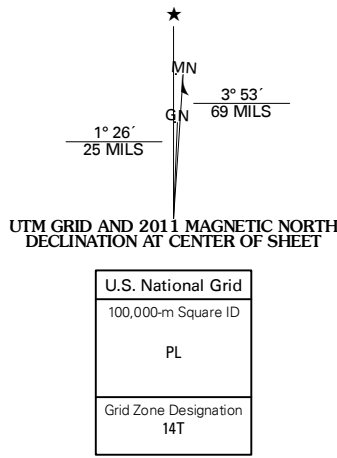 ★
MN
GN
3° 53´
69 MILS
1° 26´
25 MILS
UTM GRID AND 2011 MAGNETIC NORTH
DECLINATION AT CENTER OF SHEET
U.S. National Grid
100,000-m Square ID
PL
Grid Zone Designation
14T